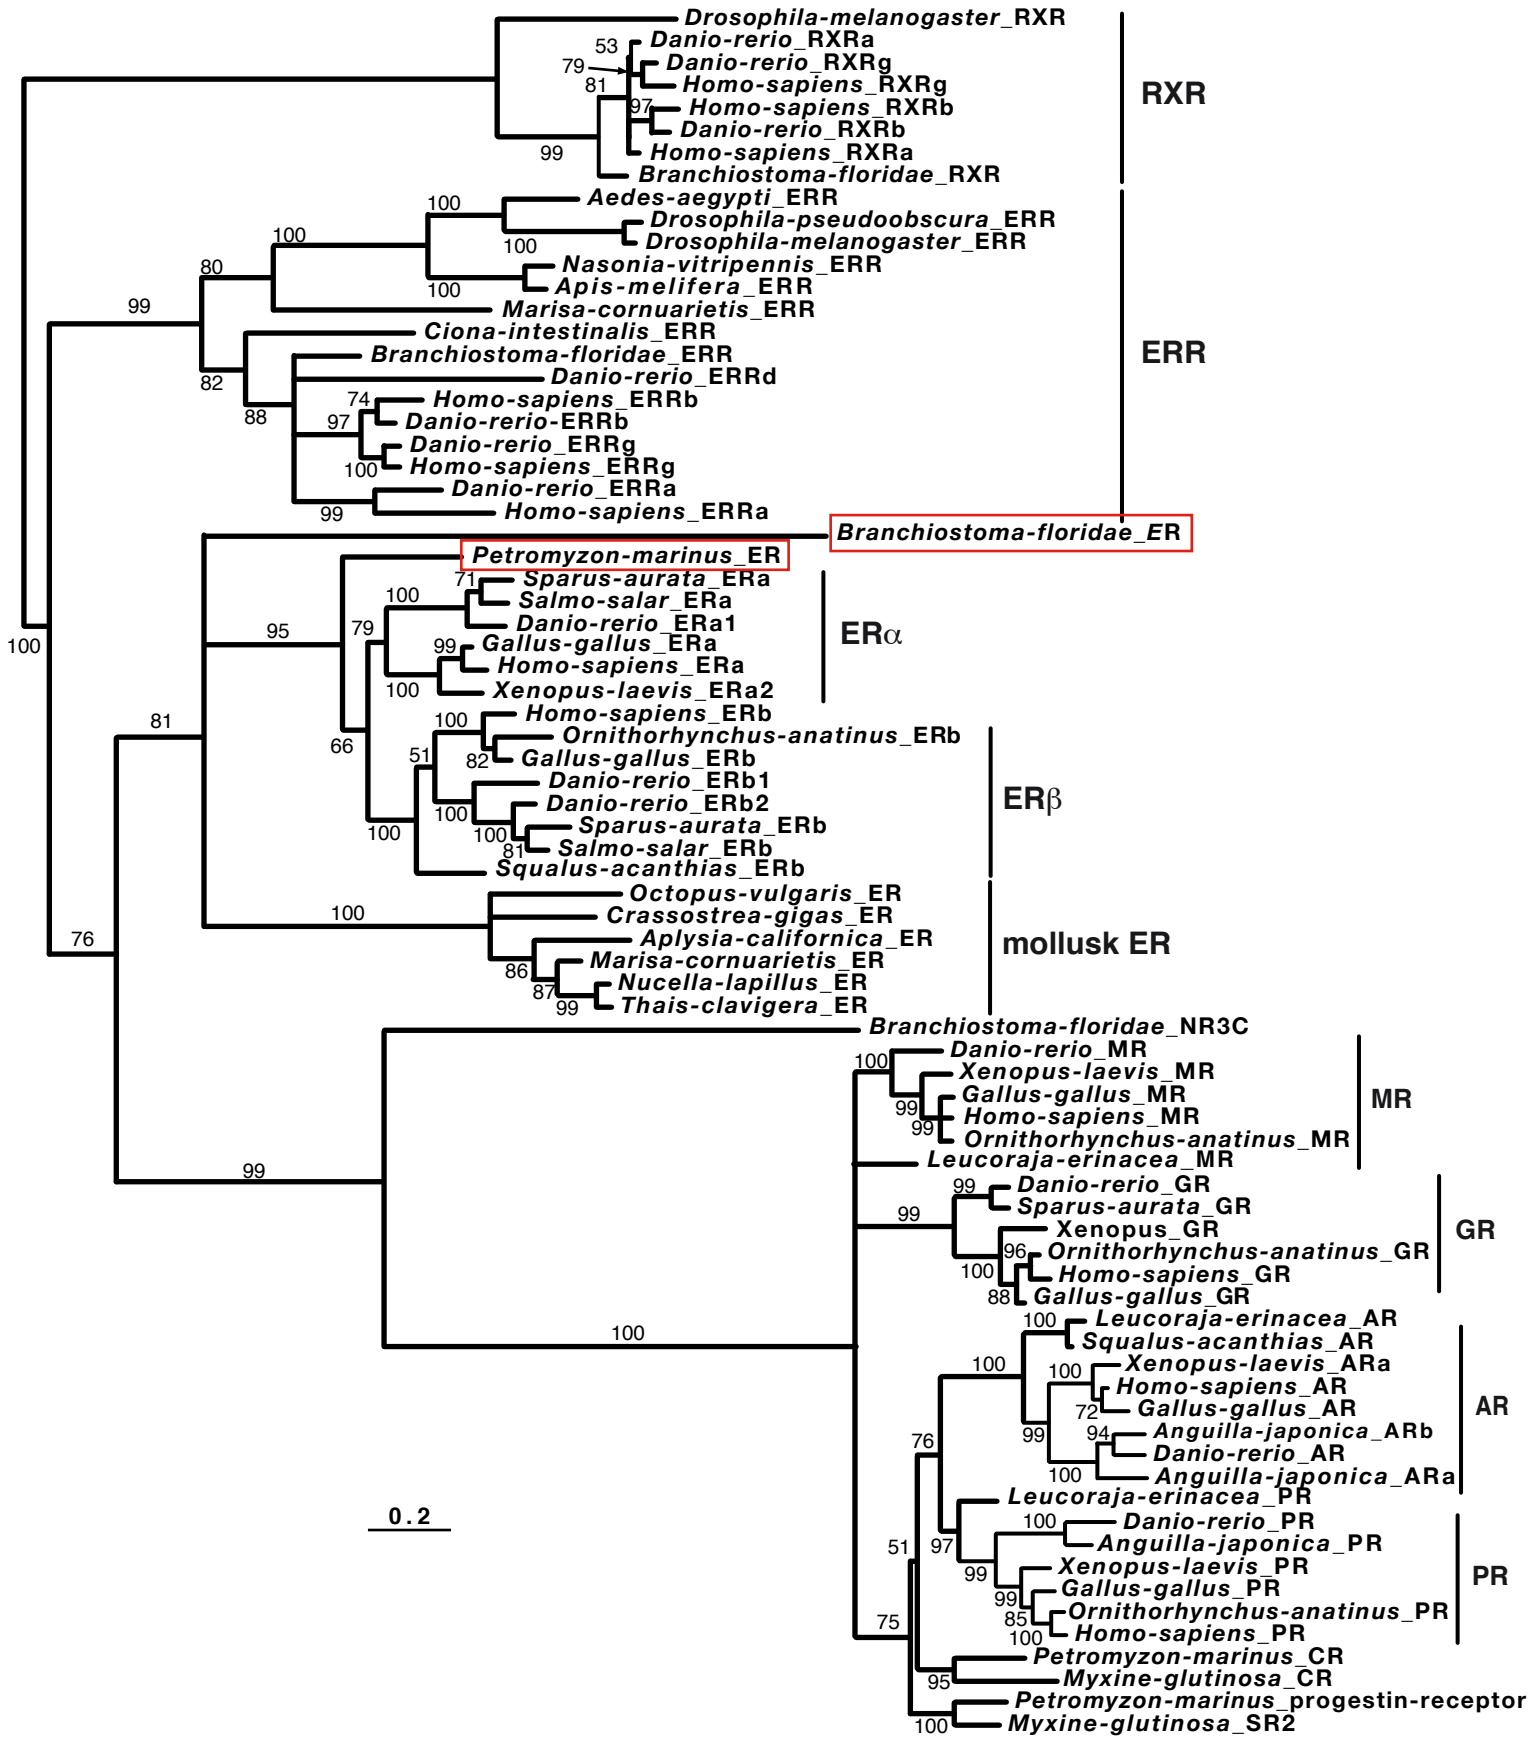 Drosophila-melanogaster_RXR
53
Danio-rerio_RXRa
79
Danio-rerio_RXRg
81
Homo-sapiens_RXRg
RXR
97
Homo-sapiens_RXRb
Danio-rerio_RXRb
99
Homo-sapiens_RXRa
Branchiostoma-floridae_RXR
100
Aedes-aegypti_ERR
Drosophila-pseudoobscura_ERR
100
100
Drosophila-melanogaster_ERR
80
Nasonia-vitripennis_ERR
100
Apis-melifera_ERR
99
Marisa-cornuarietis_ERR
Ciona-intestinalis_ERR
ERR
Branchiostoma-floridae_ERR
82
Danio-rerio_ERRd
88
74
Homo-sapiens_ERRb
97
Danio-rerio-ERRb
Danio-rerio_ERRg
100
Homo-sapiens_ERRg
Danio-rerio_ERRa
99
Homo-sapiens_ERRa
Branchiostoma-floridae_ER
Petromyzon-marinus_ER
71
Sparus-aurata_ERa
100
Salmo-salar_ERa
95
79
Danio-rerio_ERa1
ERα
100
99
Gallus-gallus_ERa
Homo-sapiens_ERa
100
Xenopus-laevis_ERa2
81
100
Homo-sapiens_ERb
66
Ornithorhynchus-anatinus_ERb
51
82
Gallus-gallus_ERb
Danio-rerio_ERb1
ERβ
100
Danio-rerio_ERb2
100
100
Sparus-aurata_ERb
81
Salmo-salar_ERb
Squalus-acanthias_ERb
Octopus-vulgaris_ER
100
Crassostrea-gigas_ER
76
Aplysia-californica_ER
mollusk ER
86
Marisa-cornuarietis_ER
87
Nucella-lapillus_ER
99
Thais-clavigera_ER
Branchiostoma-floridae_NR3C
100
Danio-rerio_MR
Xenopus-laevis_MR
99
Gallus-gallus_MR
MR
99
Homo-sapiens_MR
Ornithorhynchus-anatinus_MR
99
Leucoraja-erinacea_MR
99
Danio-rerio_GR
99
Sparus-aurata_GR
Xenopus_GR
GR
96
Ornithorhynchus-anatinus_GR
100
Homo-sapiens_GR
88
Gallus-gallus_GR
100
100
Leucoraja-erinacea_AR
Squalus-acanthias_AR
100
100
Xenopus-laevis_ARa
Homo-sapiens_AR
72
Gallus-gallus_AR
AR
76
99
94
Anguilla-japonica_ARb
Danio-rerio_AR
100
Anguilla-japonica_ARa
Leucoraja-erinacea_PR
0.2
100
Danio-rerio_PR
51
97
Anguilla-japonica_PR
99
Xenopus-laevis_PR
PR
99
Gallus-gallus_PR
75
85
Ornithorhynchus-anatinus_PR
100
Homo-sapiens_PR
Petromyzon-marinus_CR
95
Myxine-glutinosa_CR
Petromyzon-marinus_progestin-receptor
100
Myxine-glutinosa_SR2